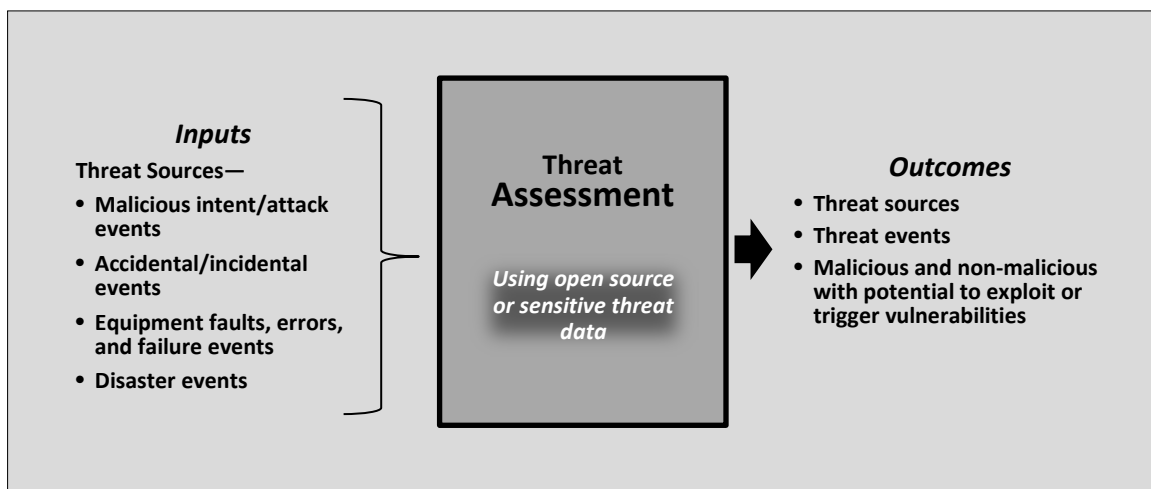 Inputs
Threat Sources—
• Malicious intent/attack
events
• Accidental/incidental
events
• Equipment faults, errors,
and failure events
• Disaster events
Threat
Assessment
Using open source
or sensitive threat
data
Outcomes
• Threat sources
• Threat events
• Malicious and non-malicious
with potential to exploit or
trigger vulnerabilities